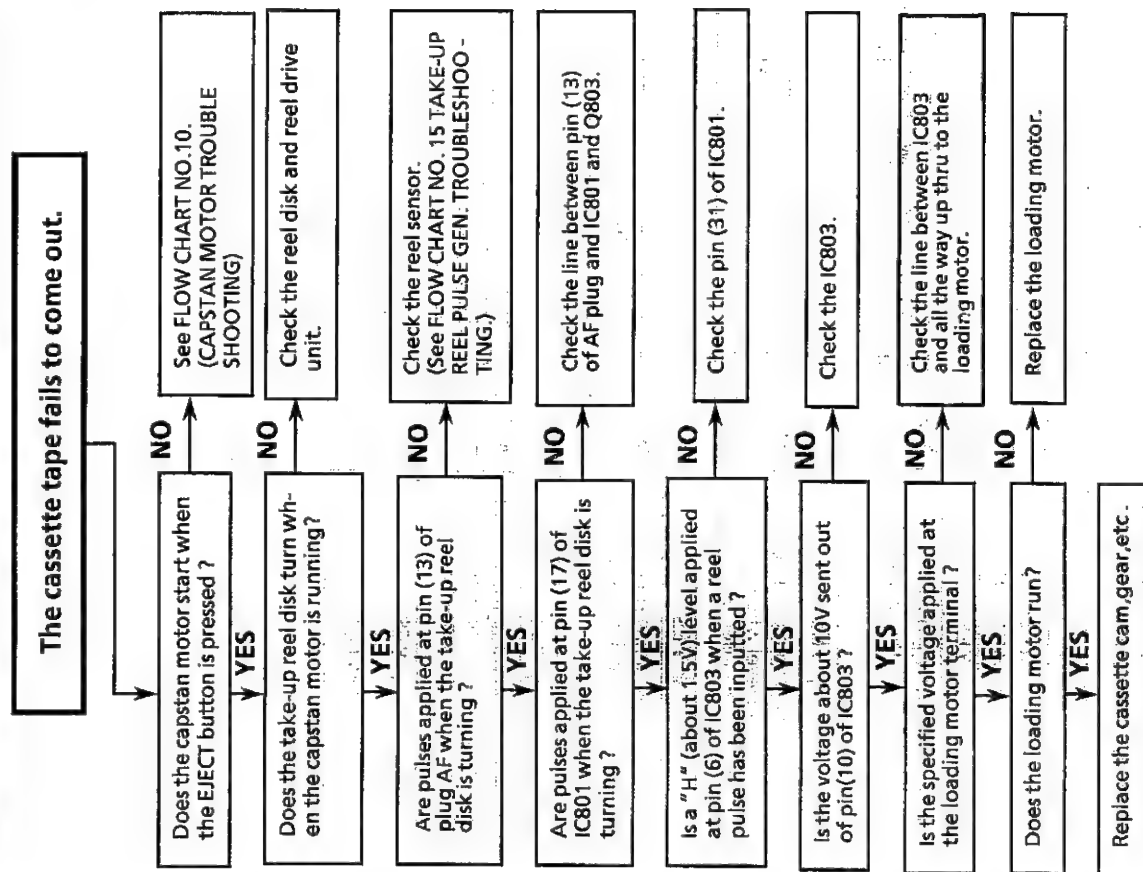 The cassette tape fails to come out.
Does the capstan motor start when
the EJECT button is pressed ?
NO
See FLOW CHART NO.10.
(CAPSTAN MOTOR TROUBLE
SHOOTING)
YES
Does the take-up reel disk turn wh-
en the capstan motor is running?
NO
Check the reel disk and reel drive
unit.
YES
Are pulses applied at pin (13) of
plug AF when the take-up reel
disk is turning ?
NO
Check the reel sensor.
(See FLOW CHART NO. 15 TAKE-UP
REEL PULSE GEN. TROUBLESHOO -
TING.)
YES
Are pulses applied at pin (17) of
IC801 when the take-up reel disk is
turning ?
NO
Check the line between pin (13)
of AF plug and IC801 and Q803.
YES
Is a "H" (about 1.5V) level applied
at pin (6) of IC803 when a reel
pulse has been inputted ?
NO
Check the pin (31) of IC801.
YES
Is the voltage about 10V sent out
of pin(10) of IC803 ?
NO
Check the IC803.
YES
Is the specified voltage applied at
the loading motor terminal ?
NO
Check the line between IC803
and all the way up thru to the
loading motor.
YES
Does the loading motor run?
NO
Replace the loading motor.
YES
Replace the cassette cam,gear,etc .